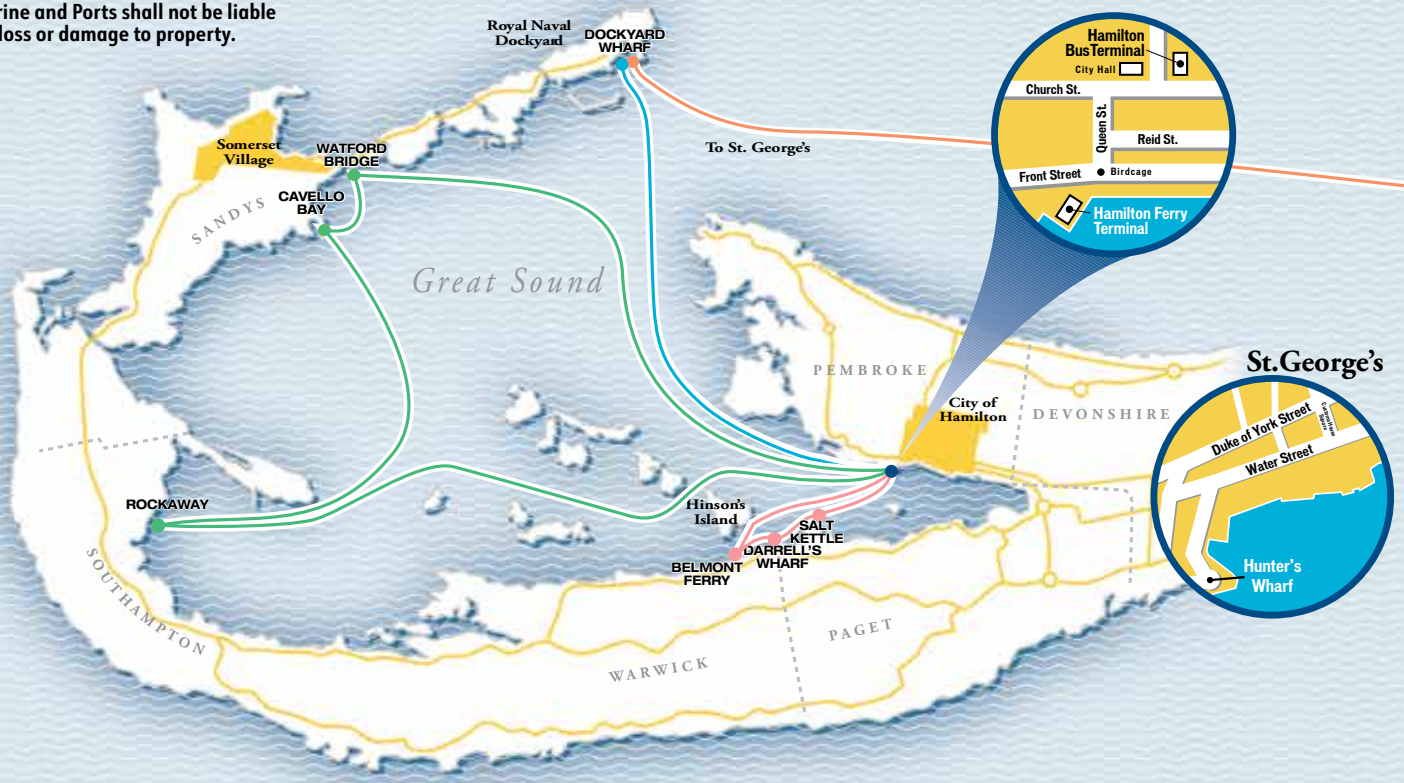 rine and Ports shall not be liable
loss or damage to property.
Royal Naval
Dockyard
DOCKYARD
WHARF
Hamilton
Bus Terminal
City Hall
Church St.
Queen St.
Reid St.
Front Street
Birdcage
Hamilton Ferry
Terminal
To St. George's
Somerset
Village
WATFORD
BRIDGE
CAVELLO
BAY
SANDYS
Great Sound
PEMBROKE
City of
Hamilton
DEVONSHIRE
St.George's
Duke of York Street
Water Street
Hunter's
Wharf
ROCKAWAY
Hinson's
Island
SALT
KETTLE
DARRELL'S
WHARF
BELMONT
FERRY
SOUTHAMPTON
WARWICK
PAGET